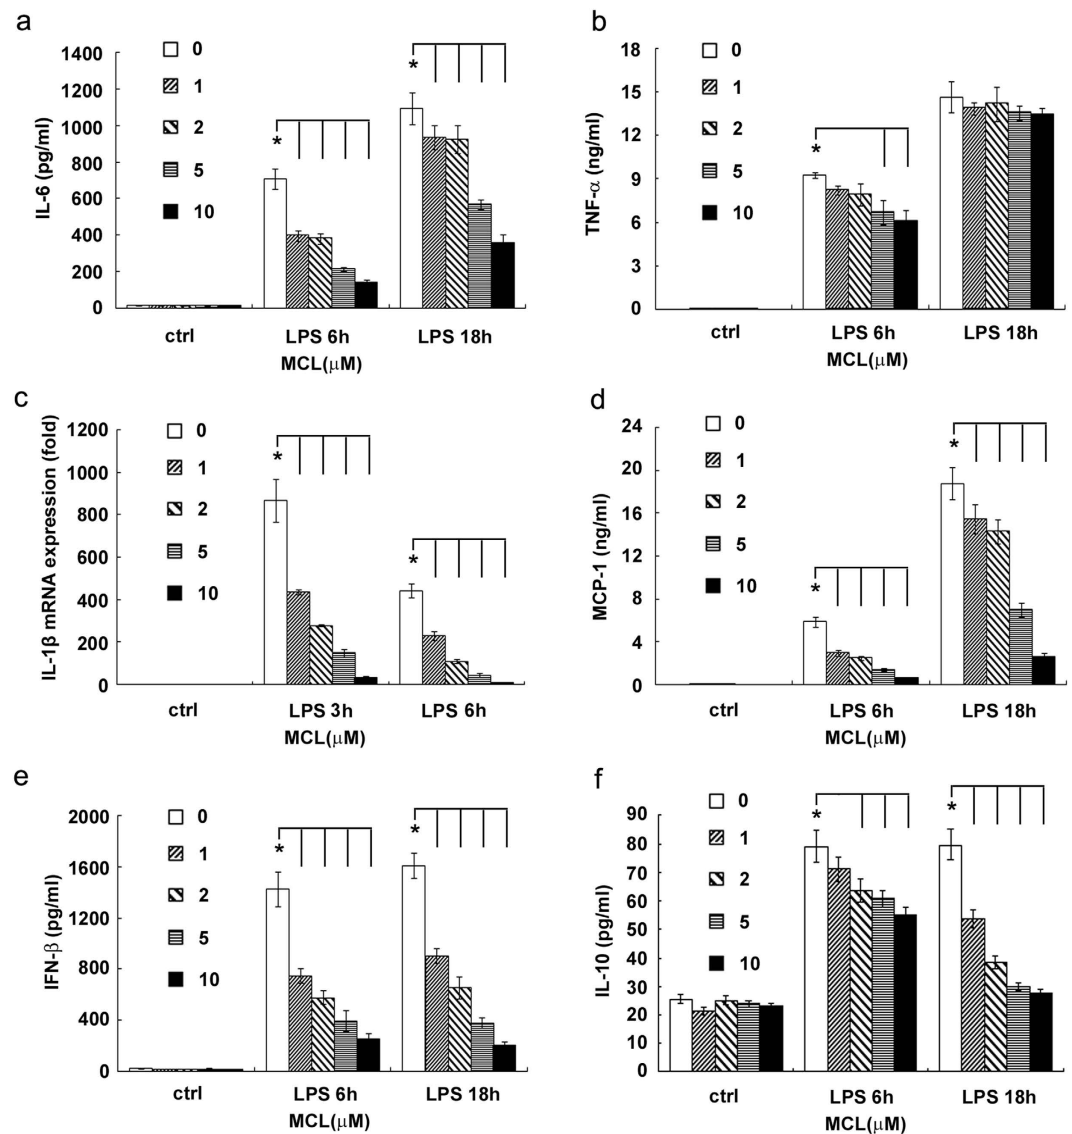 a
IL-6 (pg/ml)
1400
1200
1000
800
600
400
200
0
0
1
2
5
10
*
*
ctrl
LPS 6h
LPS 18h
MCL(μM)
b
TNF-α (ng/ml)
18
15
12
9
6
3
0
0
1
2
5
10
*
ctrl
LPS 6h
LPS 18h
MCL(μM)
c
IL-1β mRNA expression (fold)
1200
1000
800
600
400
200
0
0
1
2
5
10
*
*
ctrl
LPS 3h
LPS 6h
MCL(μM)
d
MCP-1 (ng/ml)
24
20
16
12
8
4
0
0
1
2
5
10
*
*
ctrl
LPS 6h
LPS 18h
MCL(μM)
e
IFN-β (pg/ml)
2000
1600
1200
800
400
0
0
1
2
5
10
*
*
ctrl
LPS 6h
LPS 18h
MCL(μM)
f
IL-10 (pg/ml)
90
80
70
60
50
40
30
20
10
0
0
1
2
5
10
*
*
ctrl
LPS 6h
LPS 18h
MCL(μM)